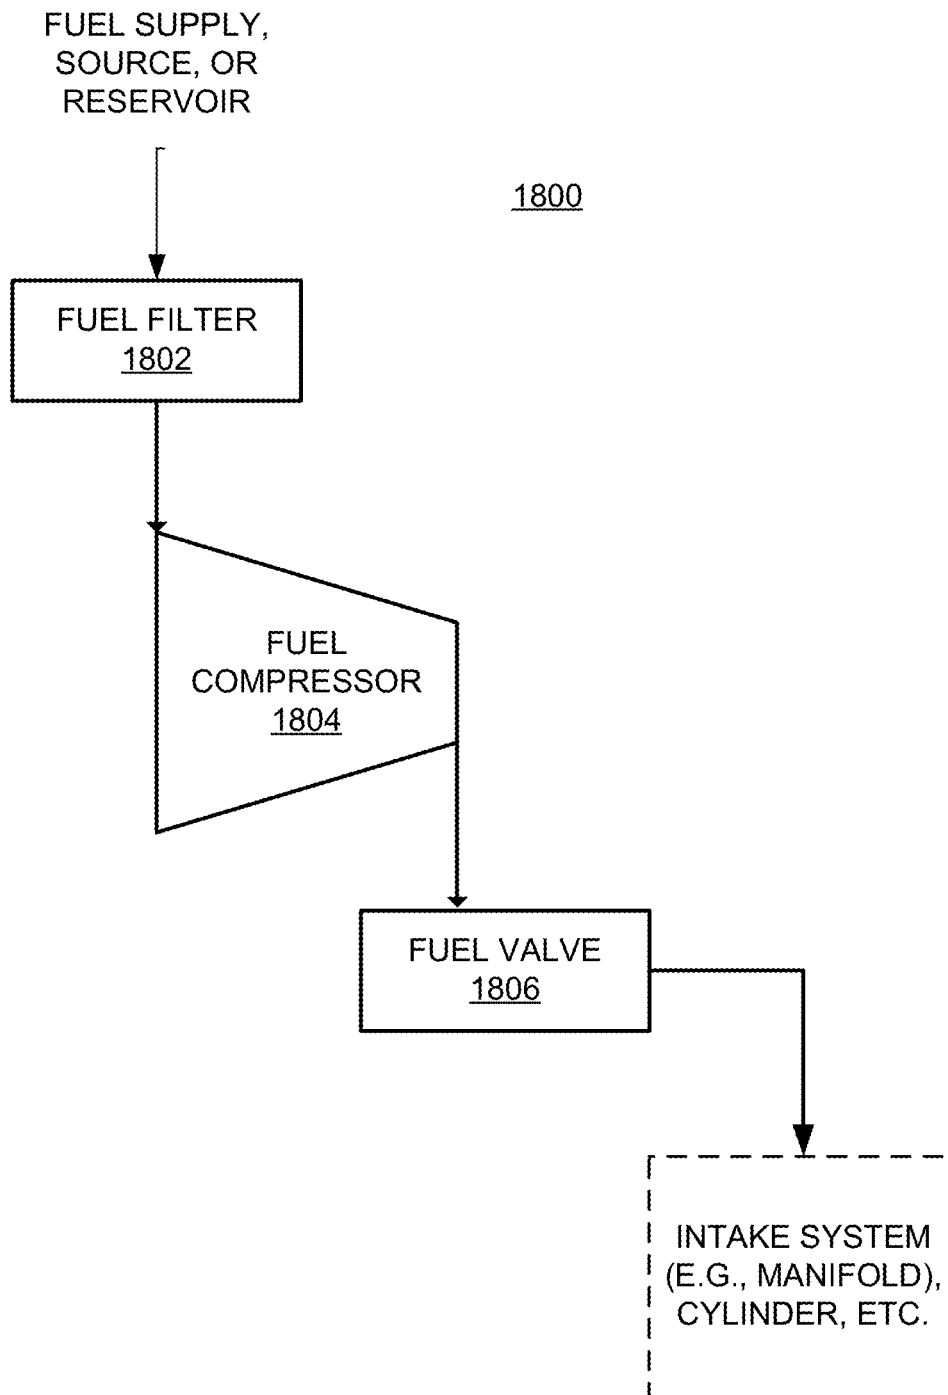 FUEL SUPPLY,
SOURCE, OR
RESERVOIR
1800
FUEL FILTER
1802
FUEL
COMPRESSOR
1804
FUEL VALVE
1806
INTAKE SYSTEM
(E.G., MANIFOLD),
CYLINDER, ETC.